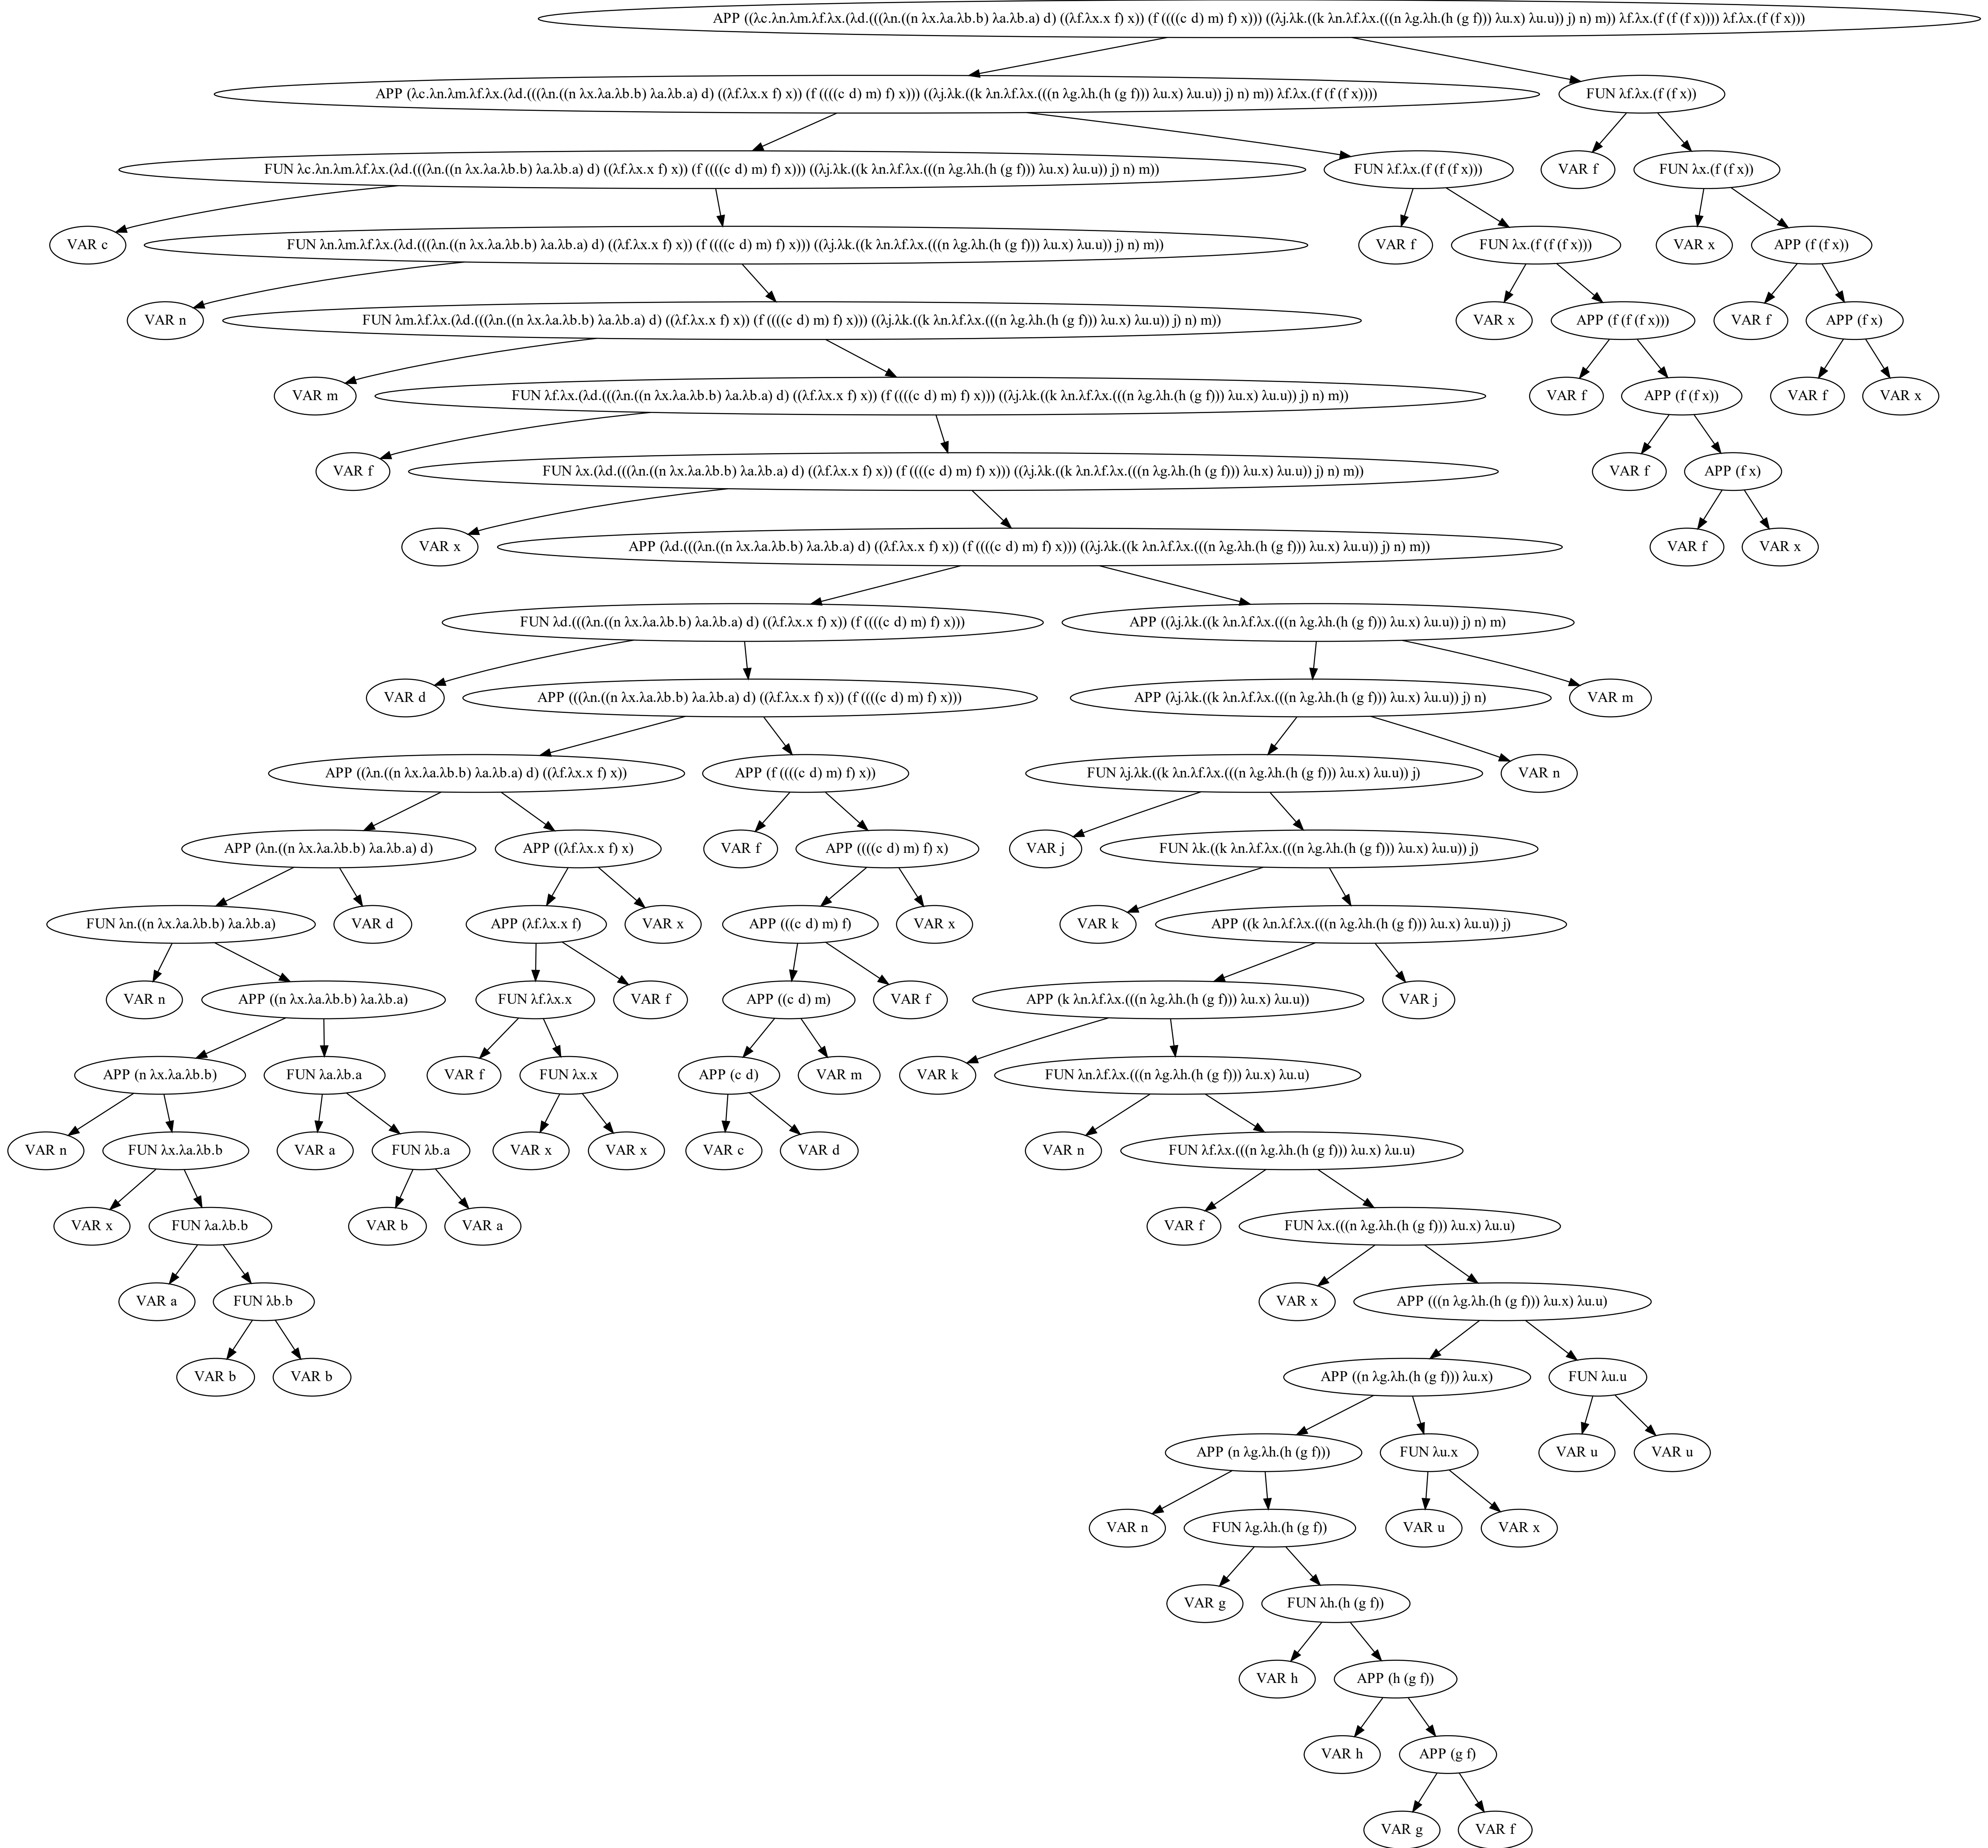 APP ((λc.λn.λm.λf.λx.(λd.(((λn.((n λx.λa.λb.b) λa.λb.a) d) ((λf.λx.x f) x)) (f ((((c d) m) f) x))) ((λj.λk.((k λn.λf.λx.(((n λg.λh.(h (g f))) λu.x) λu.u)) j) n) m)) λf.λx.(f (f (f x)))) λf.λx.(f (f x)))
APP (λc.λn.λm.λf.λx.(λd.(((λn.((n λx.λa.λb.b) λa.λb.a) d) ((λf.λx.x f) x)) (f ((((c d) m) f) x))) ((λj.λk.((k λn.λf.λx.(((n λg.λh.(h (g f))) λu.x) λu.u)) j) n) m)) λf.λx.(f (f (f x))))
FUN λf.λx.(f (f x))
FUN λc.λn.λm.λf.λx.(λd.(((λn.((n λx.λa.λb.b) λa.λb.a) d) ((λf.λx.x f) x)) (f ((((c d) m) f) x))) ((λj.λk.((k λn.λf.λx.(((n λg.λh.(h (g f))) λu.x) λu.u)) j) n) m))
FUN λf.λx.(f (f (f x)))
VAR f
FUN λx.(f (f x))
VAR c
FUN λn.λm.λf.λx.(λd.(((λn.((n λx.λa.λb.b) λa.λb.a) d) ((λf.λx.x f) x)) (f ((((c d) m) f) x))) ((λj.λk.((k λn.λf.λx.(((n λg.λh.(h (g f))) λu.x) λu.u)) j) n) m))
VAR f
FUN λx.(f (f (f x)))
VAR x
APP (f (f x))
VAR n
FUN λm.λf.λx.(λd.(((λn.((n λx.λa.λb.b) λa.λb.a) d) ((λf.λx.x f) x)) (f ((((c d) m) f) x))) ((λj.λk.((k λn.λf.λx.(((n λg.λh.(h (g f))) λu.x) λu.u)) j) n) m))
VAR x
APP (f (f (f x)))
VAR f
APP (f x)
VAR m
FUN λf.λx.(λd.(((λn.((n λx.λa.λb.b) λa.λb.a) d) ((λf.λx.x f) x)) (f ((((c d) m) f) x))) ((λj.λk.((k λn.λf.λx.(((n λg.λh.(h (g f))) λu.x) λu.u)) j) n) m))
VAR f
APP (f (f x))
VAR f
VAR x
VAR f
FUN λx.(λd.(((λn.((n λx.λa.λb.b) λa.λb.a) d) ((λf.λx.x f) x)) (f ((((c d) m) f) x))) ((λj.λk.((k λn.λf.λx.(((n λg.λh.(h (g f))) λu.x) λu.u)) j) n) m))
VAR f
APP (f x)
VAR x
APP (λd.(((λn.((n λx.λa.λb.b) λa.λb.a) d) ((λf.λx.x f) x)) (f ((((c d) m) f) x))) ((λj.λk.((k λn.λf.λx.(((n λg.λh.(h (g f))) λu.x) λu.u)) j) n) m))
VAR f
VAR x
FUN λd.(((λn.((n λx.λa.λb.b) λa.λb.a) d) ((λf.λx.x f) x)) (f ((((c d) m) f) x)))
APP ((λj.λk.((k λn.λf.λx.(((n λg.λh.(h (g f))) λu.x) λu.u)) j) n) m)
VAR d
APP (((λn.((n λx.λa.λb.b) λa.λb.a) d) ((λf.λx.x f) x)) (f ((((c d) m) f) x)))
APP (λj.λk.((k λn.λf.λx.(((n λg.λh.(h (g f))) λu.x) λu.u)) j) n)
VAR m
APP ((λn.((n λx.λa.λb.b) λa.λb.a) d) ((λf.λx.x f) x))
APP (f ((((c d) m) f) x))
FUN λj.λk.((k λn.λf.λx.(((n λg.λh.(h (g f))) λu.x) λu.u)) j)
VAR n
APP (λn.((n λx.λa.λb.b) λa.λb.a) d)
APP ((λf.λx.x f) x)
VAR f
APP ((((c d) m) f) x)
VAR j
FUN λk.((k λn.λf.λx.(((n λg.λh.(h (g f))) λu.x) λu.u)) j)
FUN λn.((n λx.λa.λb.b) λa.λb.a)
VAR d
APP (λf.λx.x f)
VAR x
APP (((c d) m) f)
VAR x
VAR k
APP ((k λn.λf.λx.(((n λg.λh.(h (g f))) λu.x) λu.u)) j)
VAR n
APP ((n λx.λa.λb.b) λa.λb.a)
FUN λf.λx.x
VAR f
APP ((c d) m)
VAR f
APP (k λn.λf.λx.(((n λg.λh.(h (g f))) λu.x) λu.u))
VAR j
APP (n λx.λa.λb.b)
FUN λa.λb.a
VAR f
FUN λx.x
APP (c d)
VAR m
VAR k
FUN λn.λf.λx.(((n λg.λh.(h (g f))) λu.x) λu.u)
VAR n
FUN λx.λa.λb.b
VAR a
FUN λb.a
VAR x
VAR x
VAR c
VAR d
VAR n
FUN λf.λx.(((n λg.λh.(h (g f))) λu.x) λu.u)
VAR x
FUN λa.λb.b
VAR b
VAR a
VAR f
FUN λx.(((n λg.λh.(h (g f))) λu.x) λu.u)
VAR a
FUN λb.b
VAR x
APP (((n λg.λh.(h (g f))) λu.x) λu.u)
VAR b
VAR b
APP ((n λg.λh.(h (g f))) λu.x)
FUN λu.u
APP (n λg.λh.(h (g f)))
FUN λu.x
VAR u
VAR u
VAR n
FUN λg.λh.(h (g f))
VAR u
VAR x
VAR g
FUN λh.(h (g f))
VAR h
APP (h (g f))
VAR h
APP (g f)
VAR g
VAR f